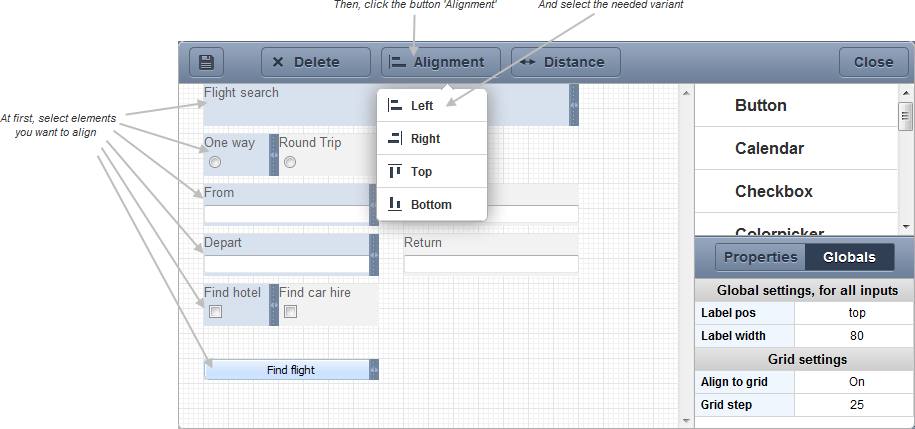 Then, click the button 'Alignment'
And select the needed variant
Delete
Alignment
Distance
Close
At first, select elements
you want to align
Flight search
One way
Round Trip
From
Depart
Return
Find hotel
Find car hire
Find flight
Left
Right
Top
Bottom
Button
Calendar
Checkbox
Colorpicker
Properties
Globals
Global settings, for all inputs
Label pos top
Label width 80
Grid settings
Align to grid On
Grid step 25